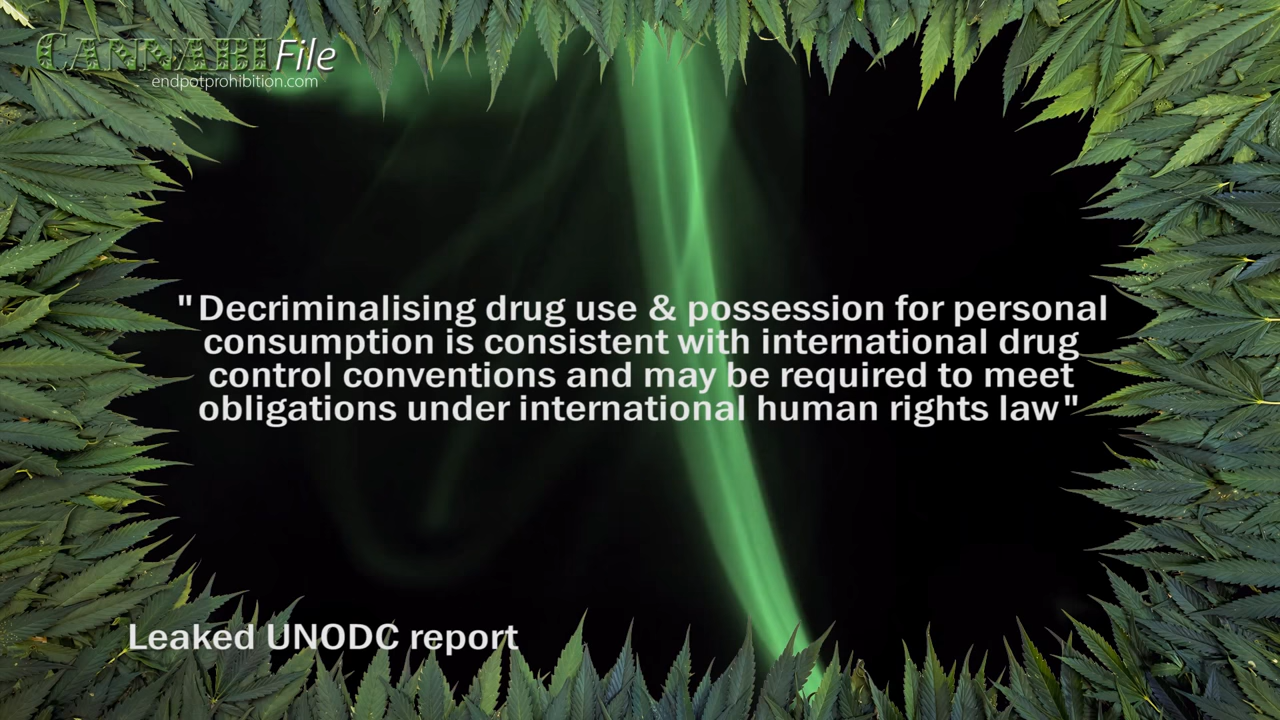 CANNABIFile
endpotprohibition.com
"Decriminalising drug use & possession for personal
consumption is consistent with international drug
control conventions and may be required to meet
obligations under international human rights law"
Leaked UNODC report